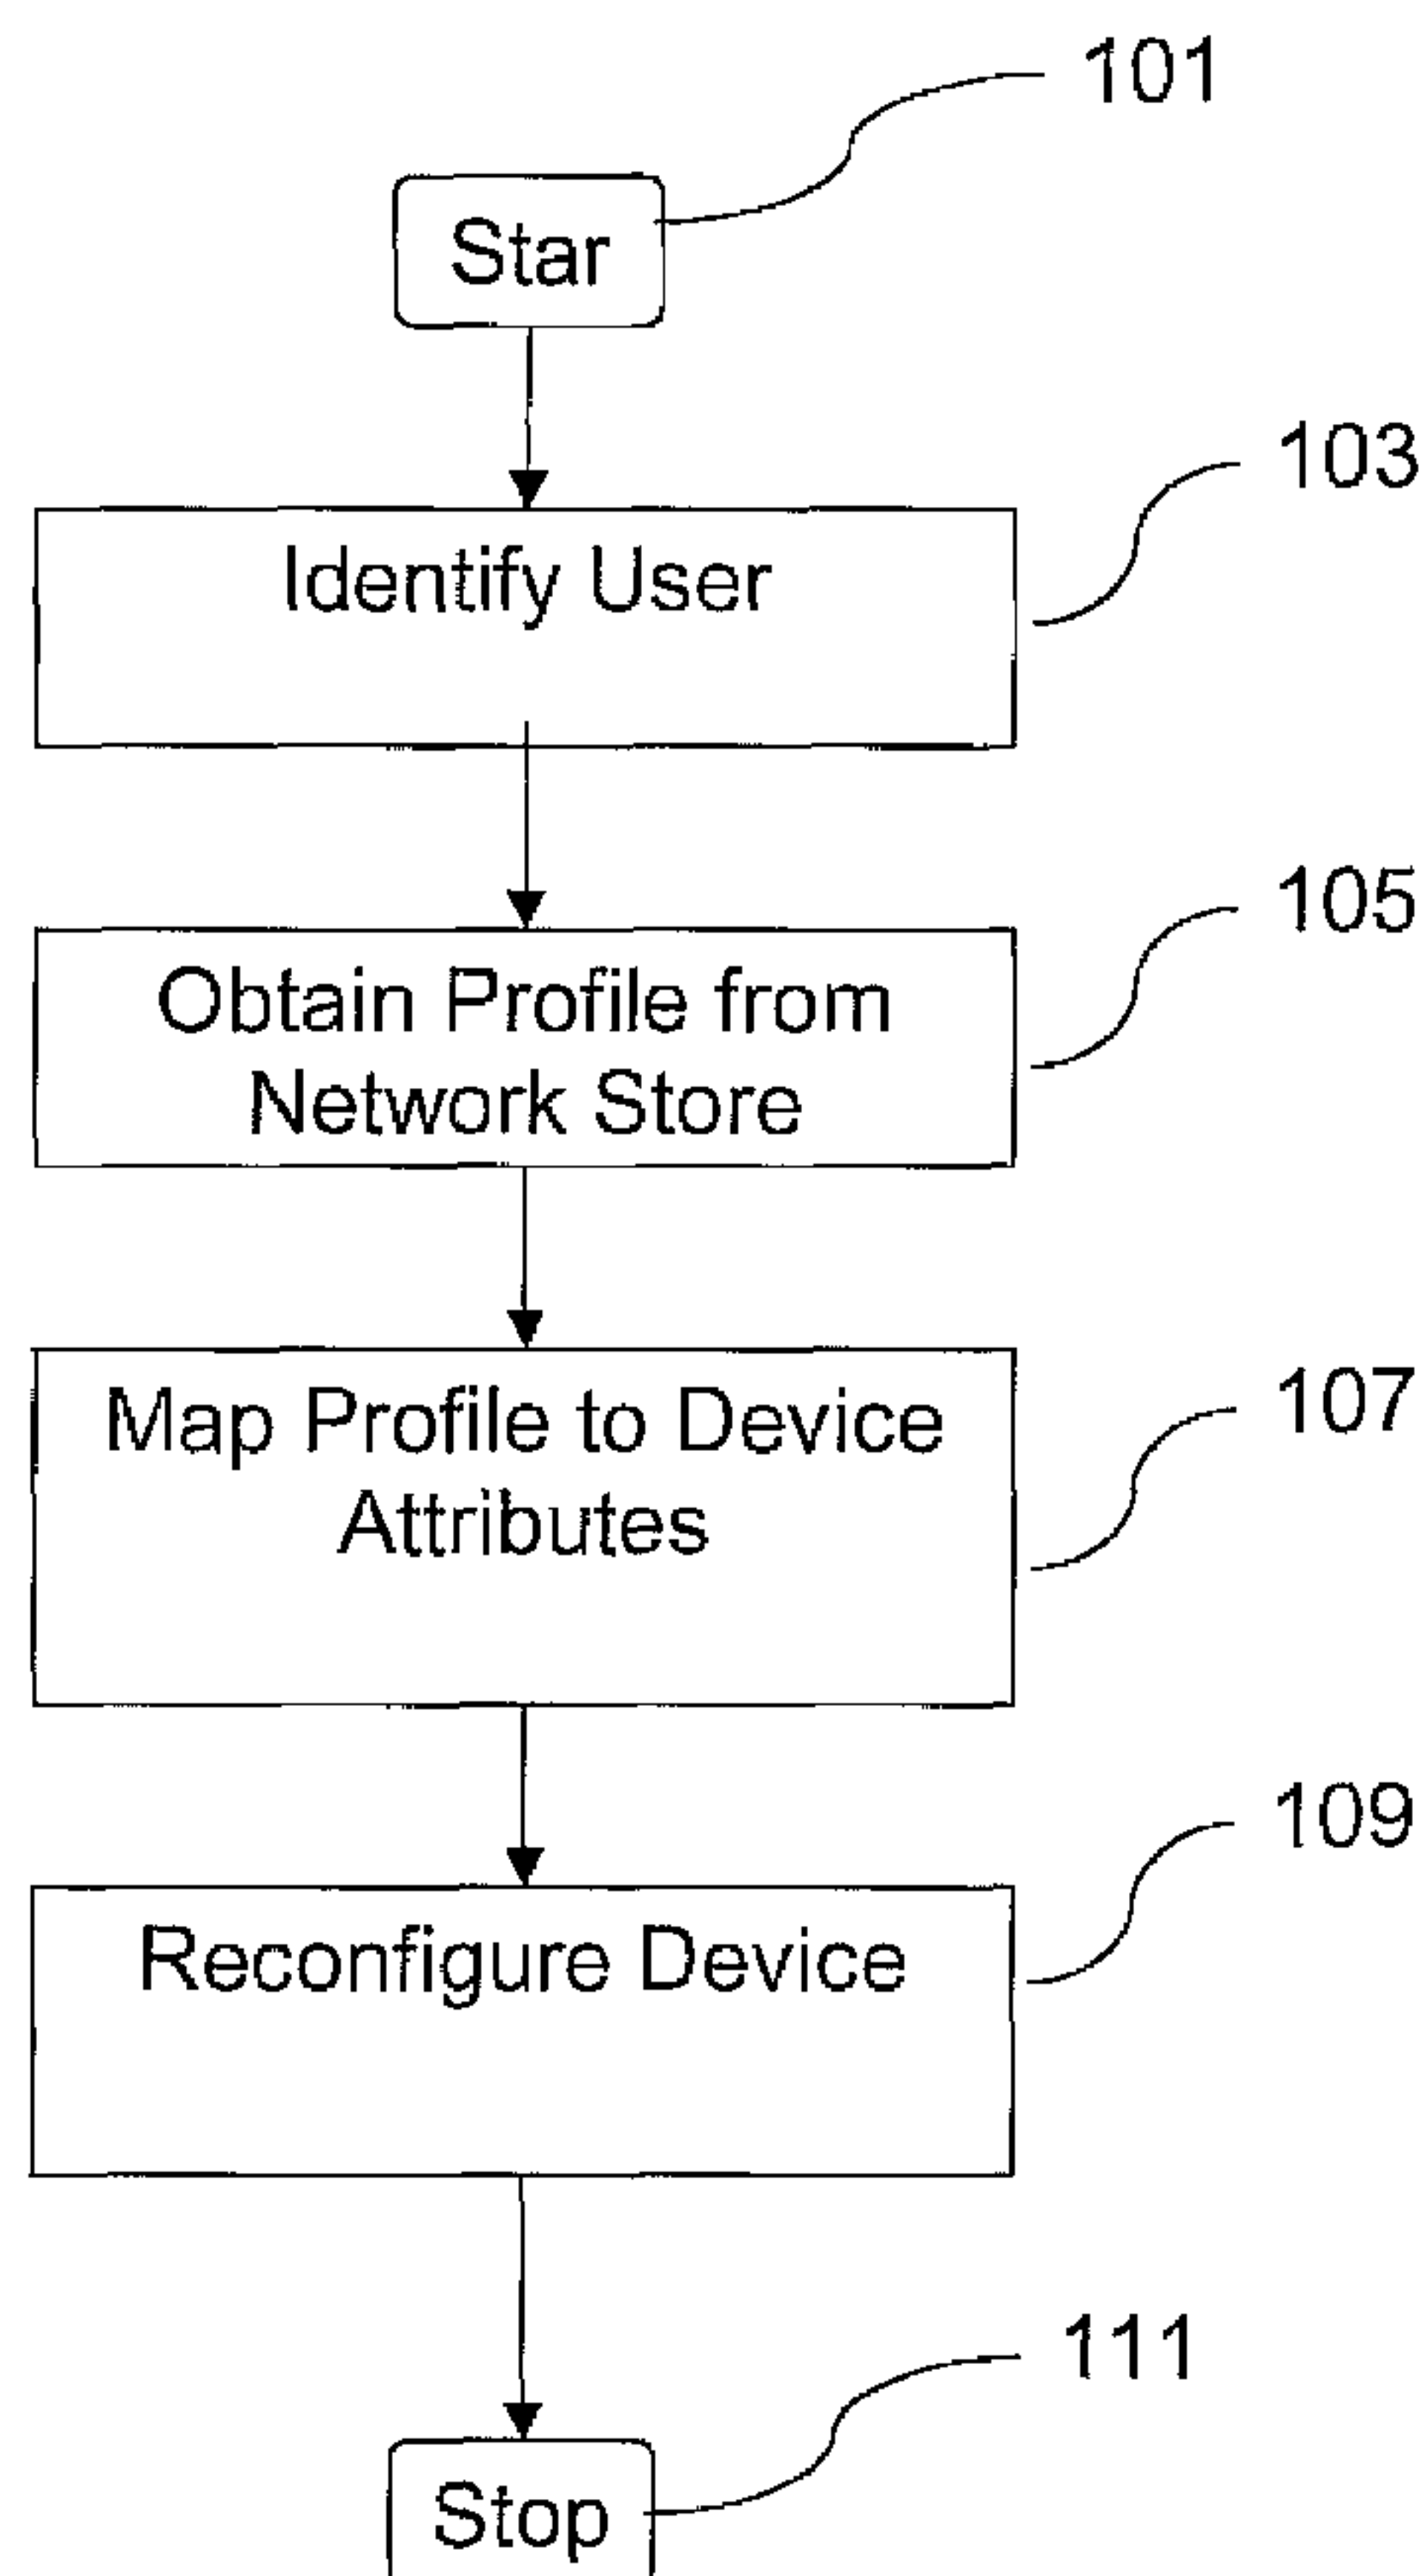 101
Star
103
Identify User
105
Obtain Profile from
Network Store
107
Map Profile to Device
Attributes
109
Reconfigure Device
111
Stop